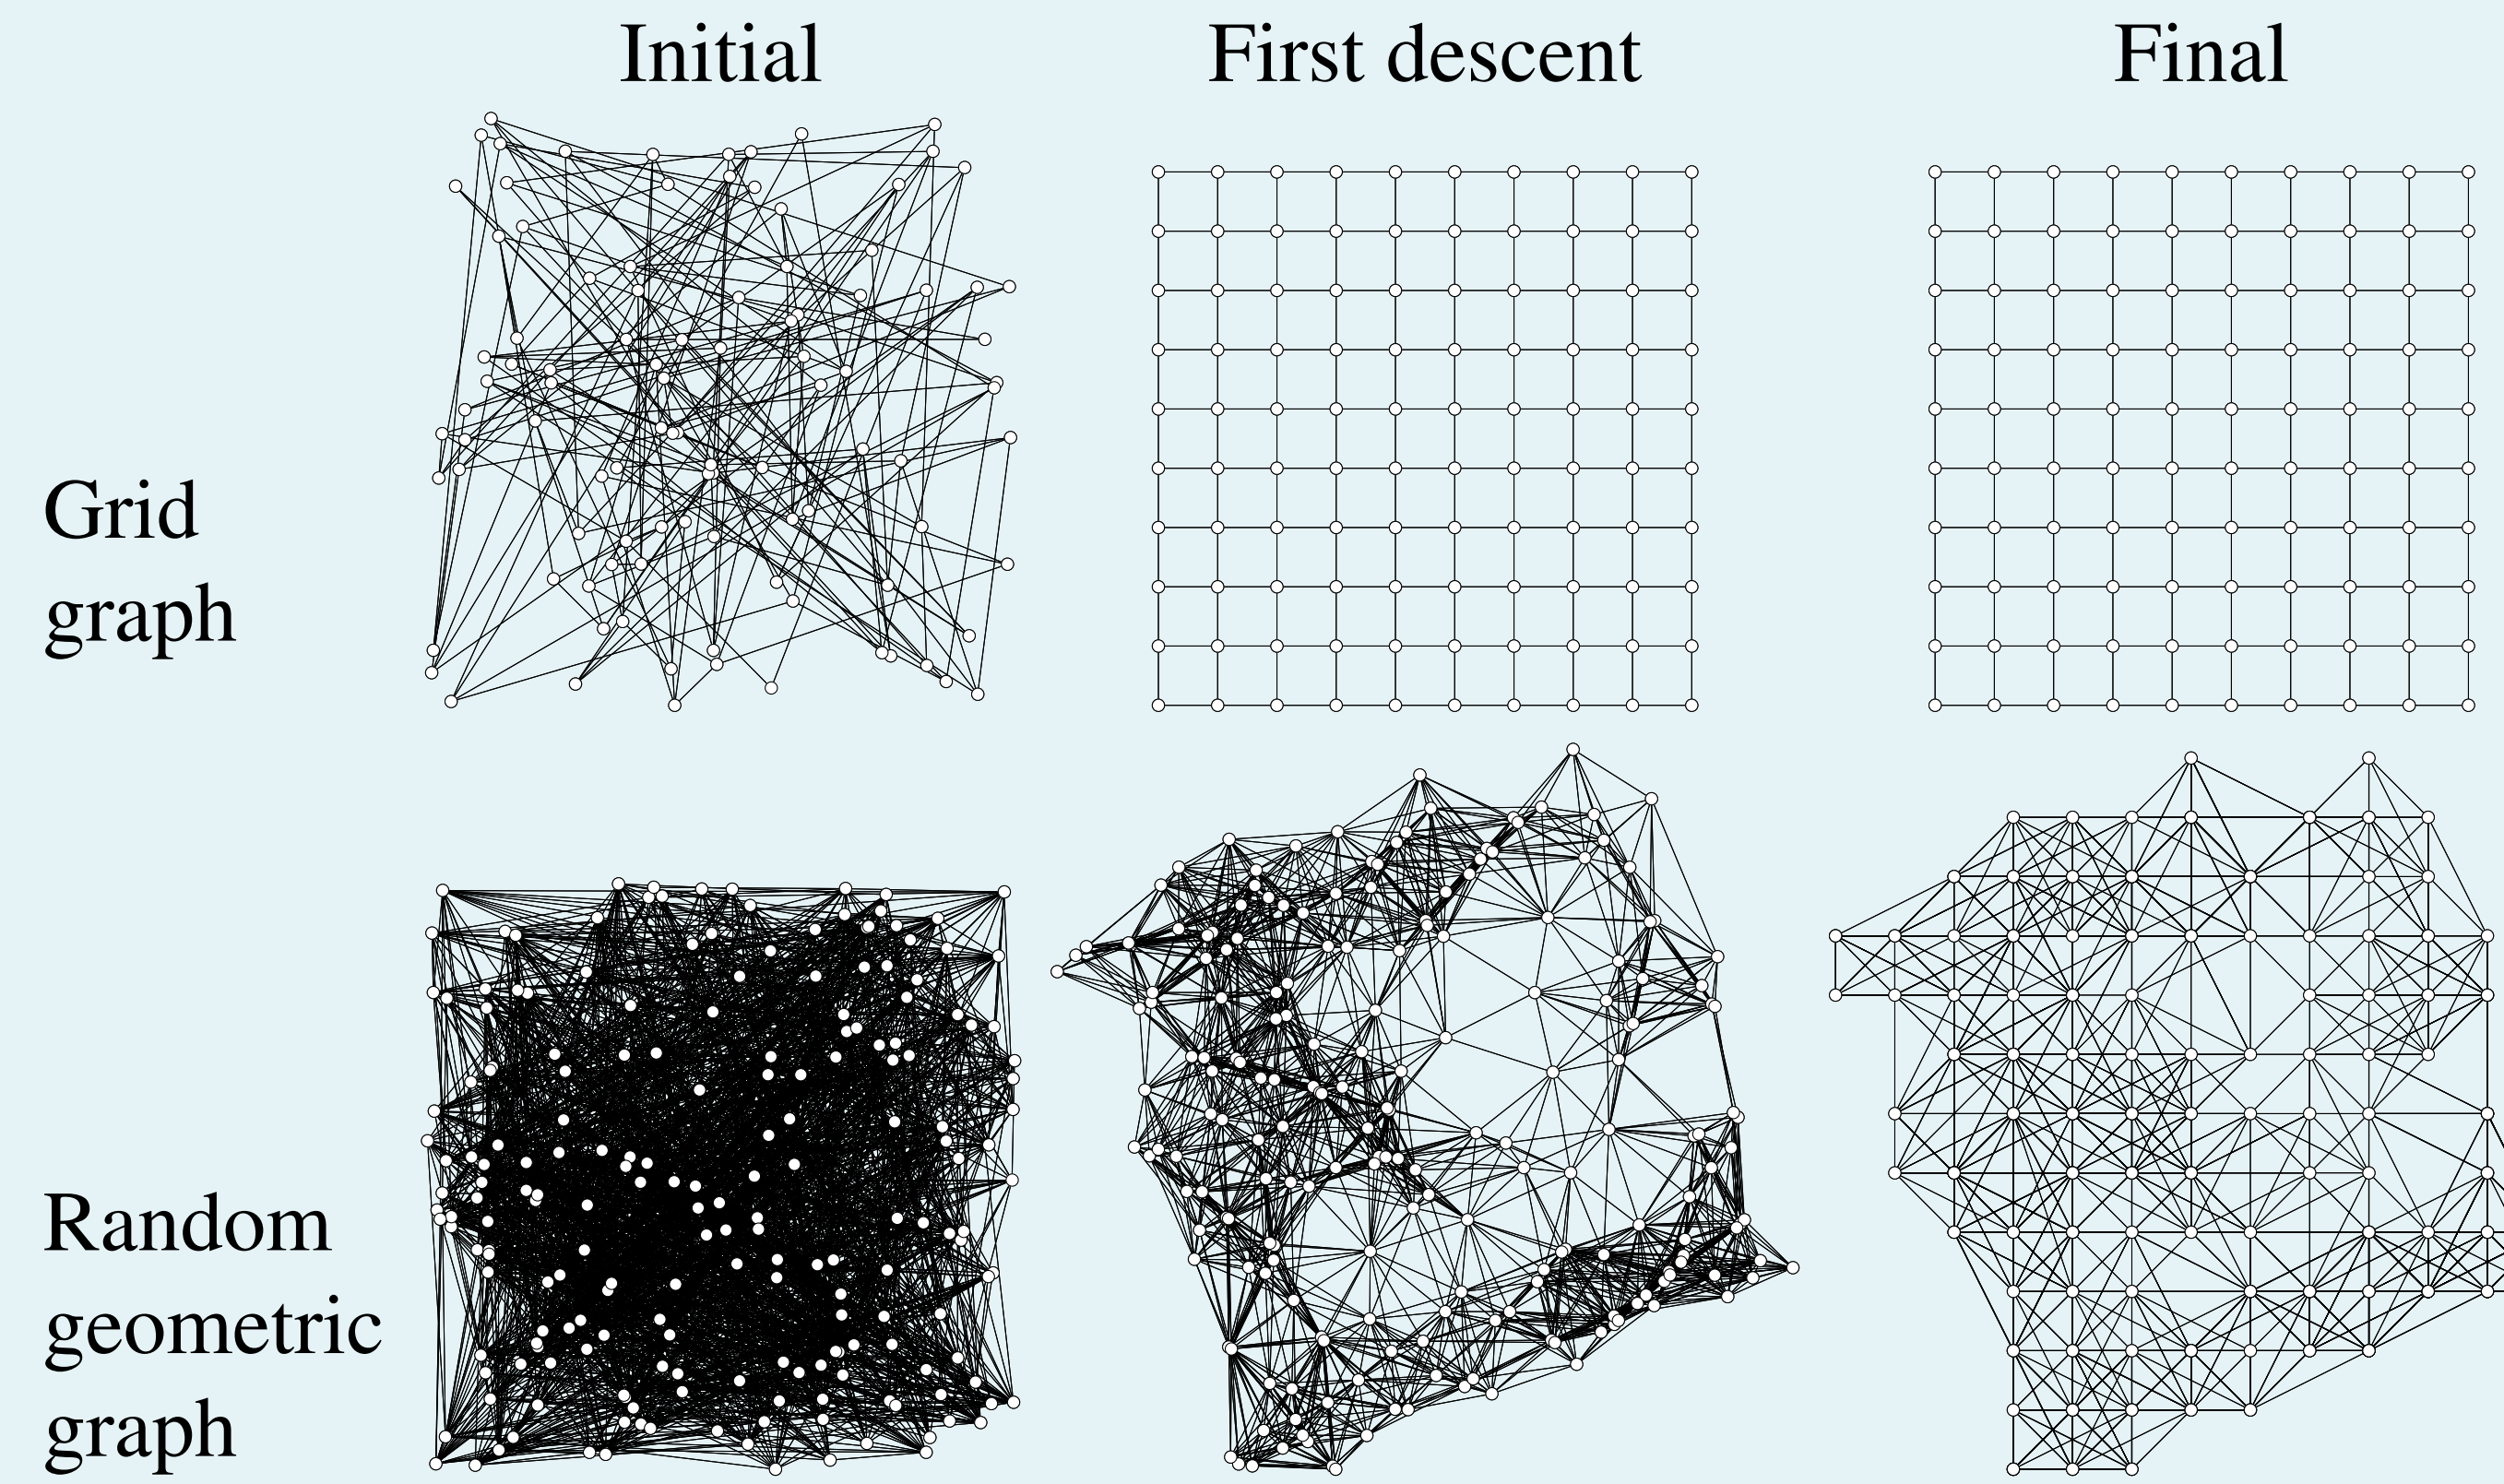 Initial
First descent
Final
Grid
graph
Random
geometric
graph